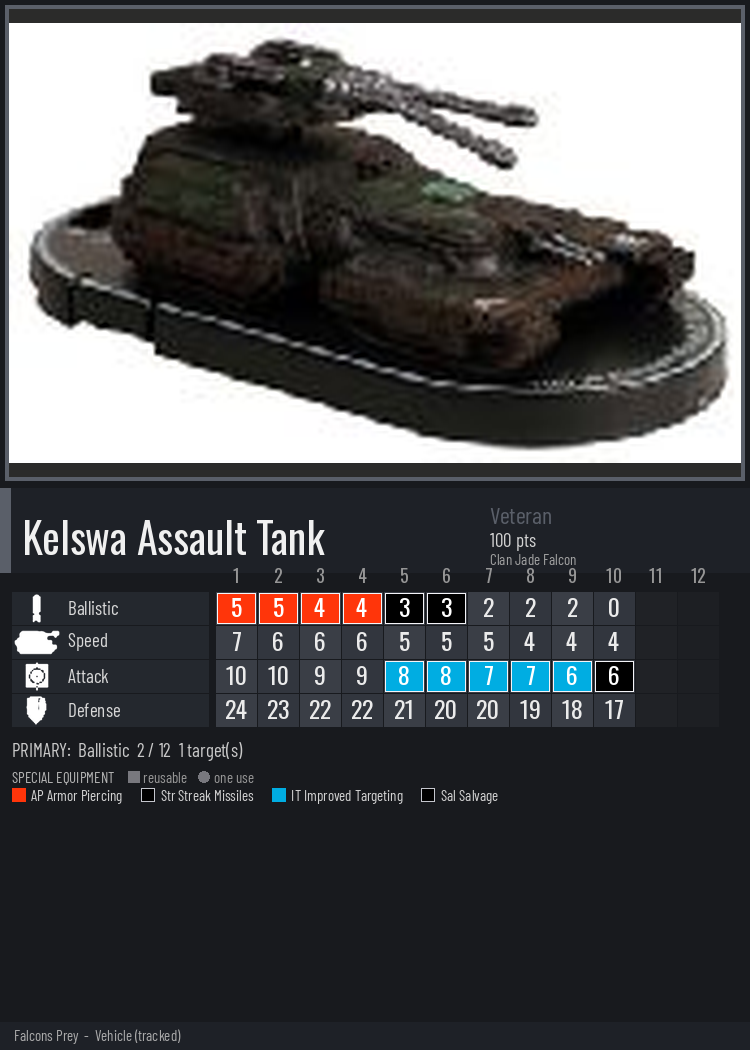 Kelswa Assault Tank
Veteran
100 pts
Clan Jade Falcon
1 2 3 4 5 6 7 8 9 10 11 12
Ballistic 5 5 4 4 3 3 2 2 2 0
Speed 7 6 6 6 5 5 5 4 4 4
Attack 10 10 9 9 8 8 7 7 6 6
Defense 24 23 22 22 21 20 20 19 18 17
PRIMARY: Ballistic 2 / 12 1 target(s)
SPECIAL EQUIPMENT reusable one use
AP Armor Piercing Str Streak Missiles IT Improved Targeting Sal Salvage
Falcons Prey - Vehicle (tracked)